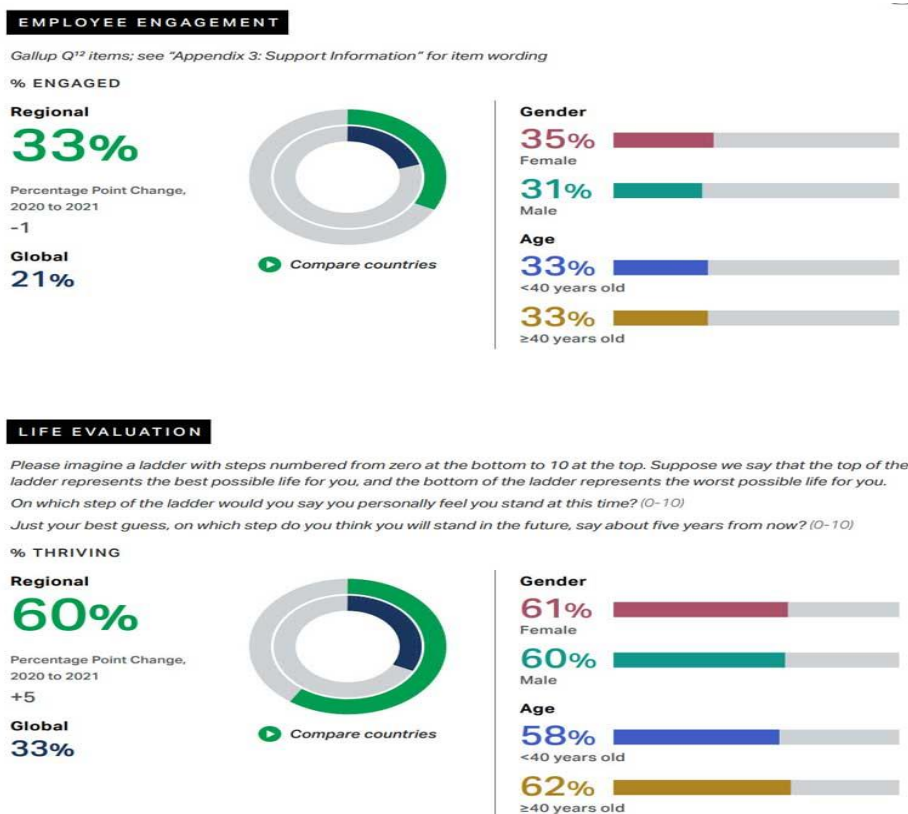 EMPLOYEE ENGAGEMENT
Gallup Q¹² items; see “Appendix 3: Support Information” for item wording
% ENGAGED
Regional
33%
Percentage Point Change,
2020 to 2021
-1
Global
21%
Compare countries
Gender
35%
Female
31%
Male
Age
33%
<40 years old
33%
≥40 years old
LIFE EVALUATION
Please imagine a ladder with steps numbered from zero at the bottom to 10 at the top. Suppose we say that the top of the
ladder represents the best possible life for you, and the bottom of the ladder represents the worst possible life for you.
On which step of the ladder would you say you personally feel you stand at this time? (0–10)
Just your best guess, on which step do you think you will stand in the future, say about five years from now? (0–10)
% THRIVING
Regional
60%
Percentage Point Change,
2020 to 2021
+5
Global
33%
Compare countries
Gender
61%
Female
60%
Male
Age
58%
<40 years old
62%
≥40 years old